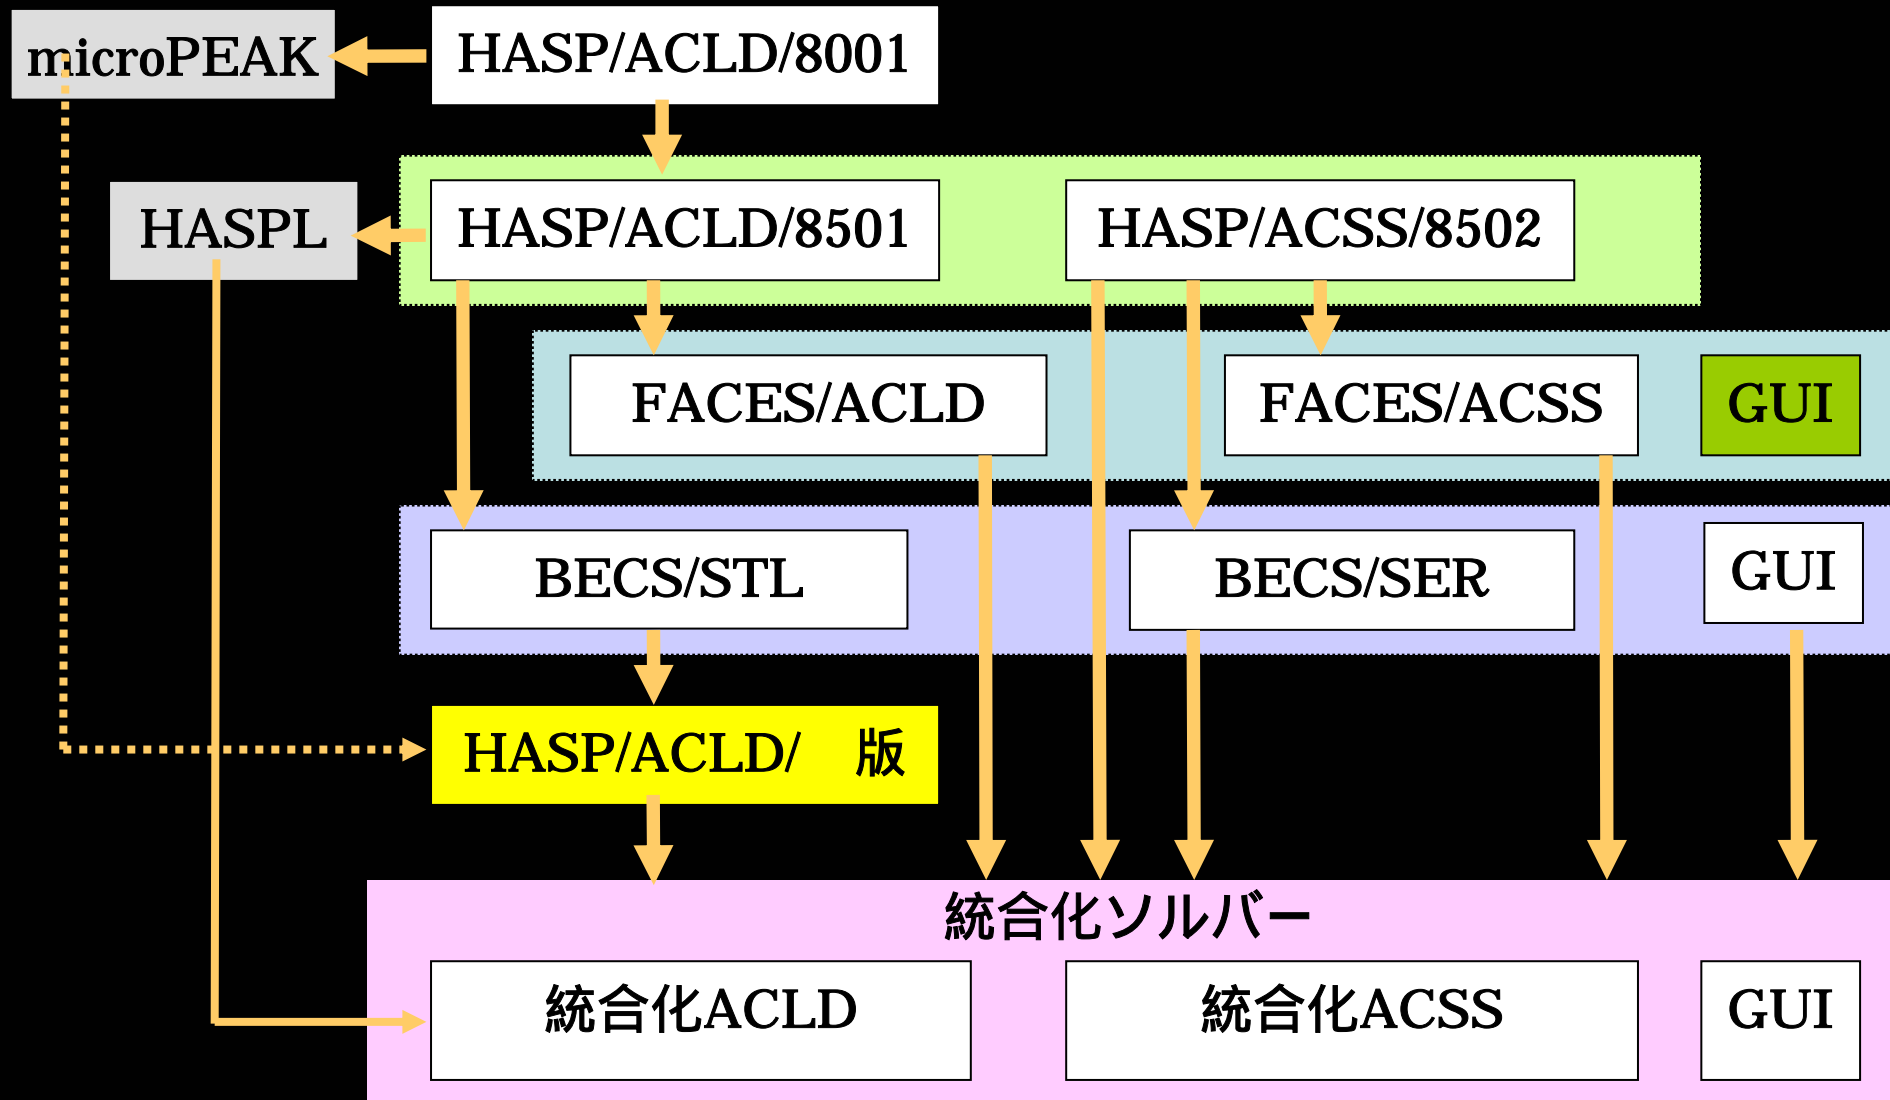 microPEAK
HASP/ACLD/8001
HASPL
HASP/ACLD/8501
HASP/ACSS/8502
FACES/ACLD
FACES/ACSS
GUI
BECS/STL
BECS/SER
GUI
HASP/ACLD/　版
統合化ソルバー
統合化ACLD
統合化ACSS
GUI